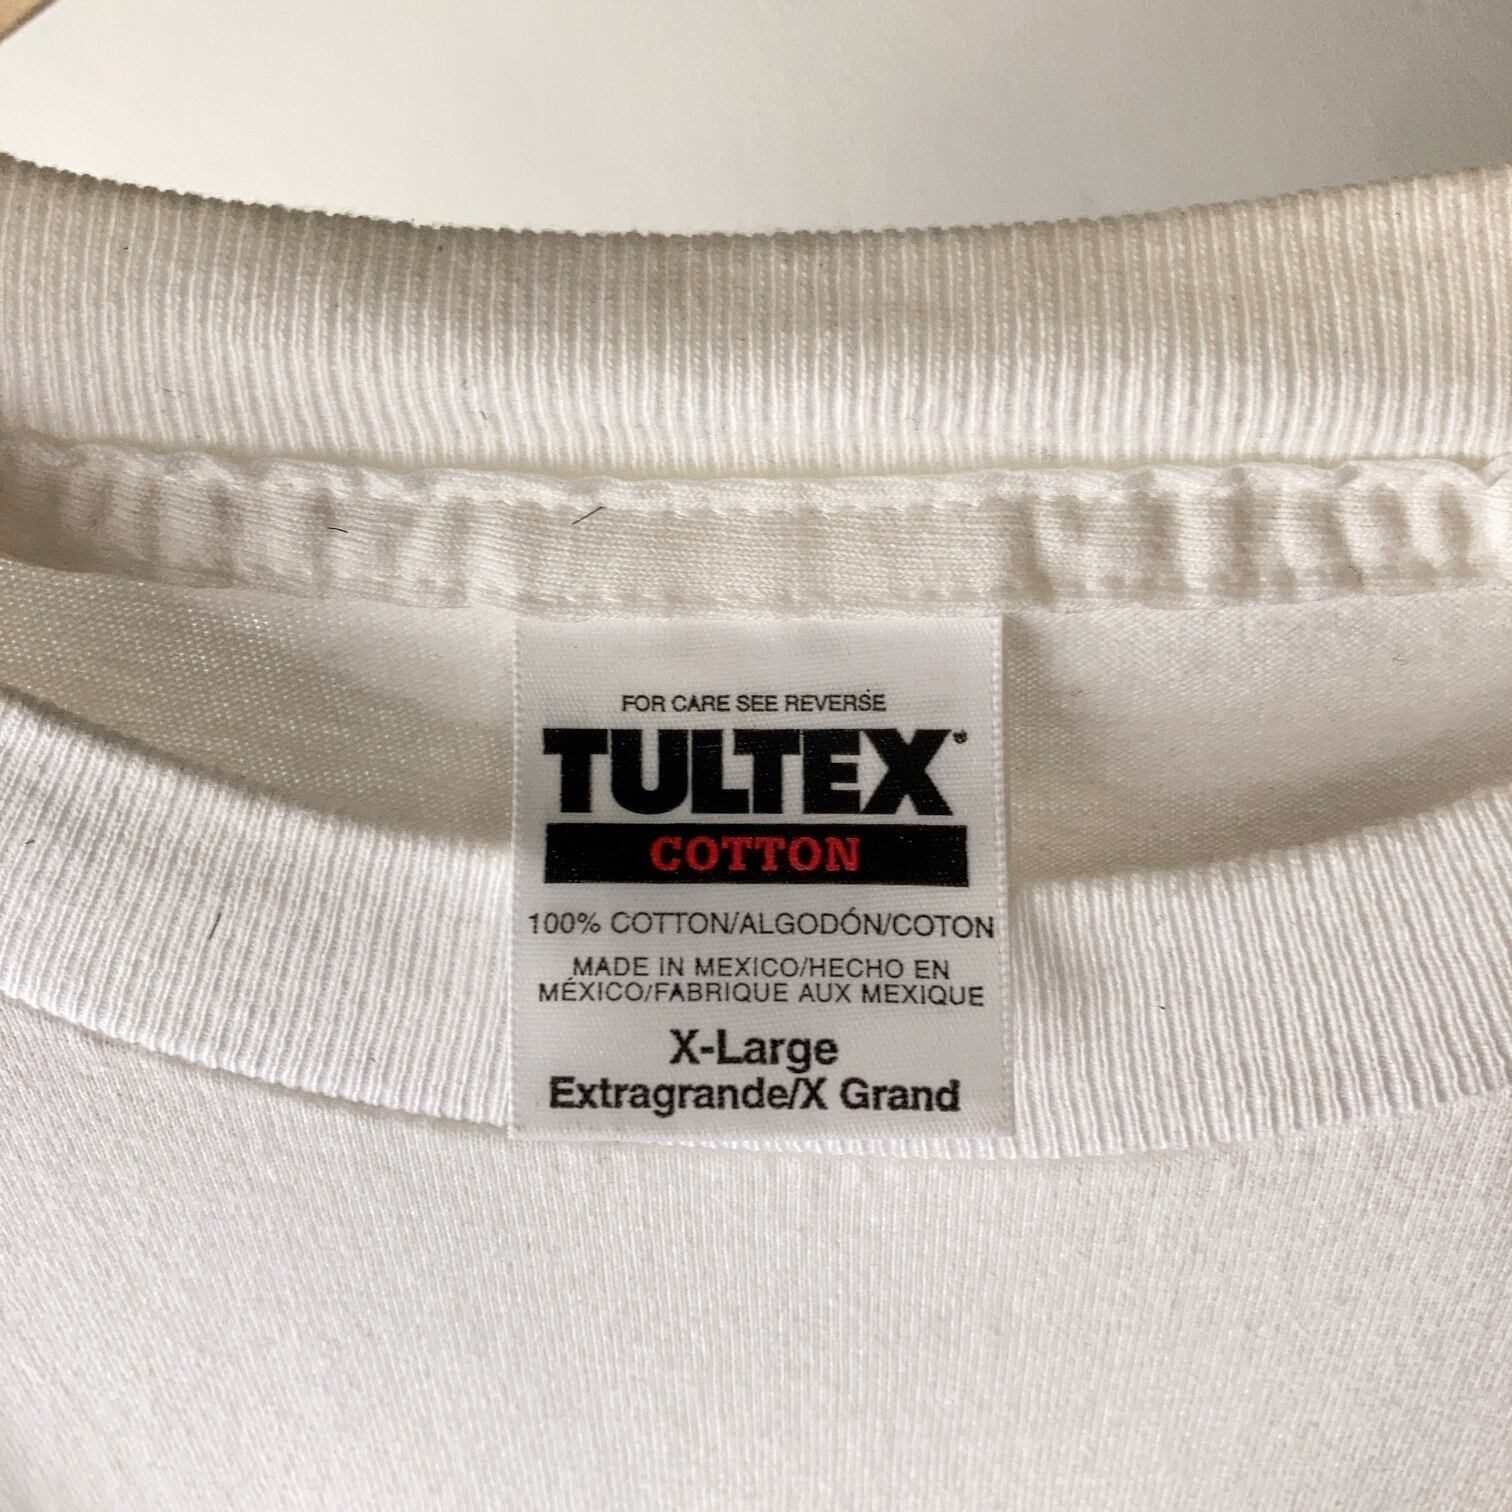 FOR CARE SEE REVERSE
TULTEX®
COTTON
100% COTTON/ALGODÓN/COTON
MADE IN MEXICO/HECHO EN
MÉXICO/FABRIQUE AUX MEXIQUE
X-Large
Extragrande/X Grand